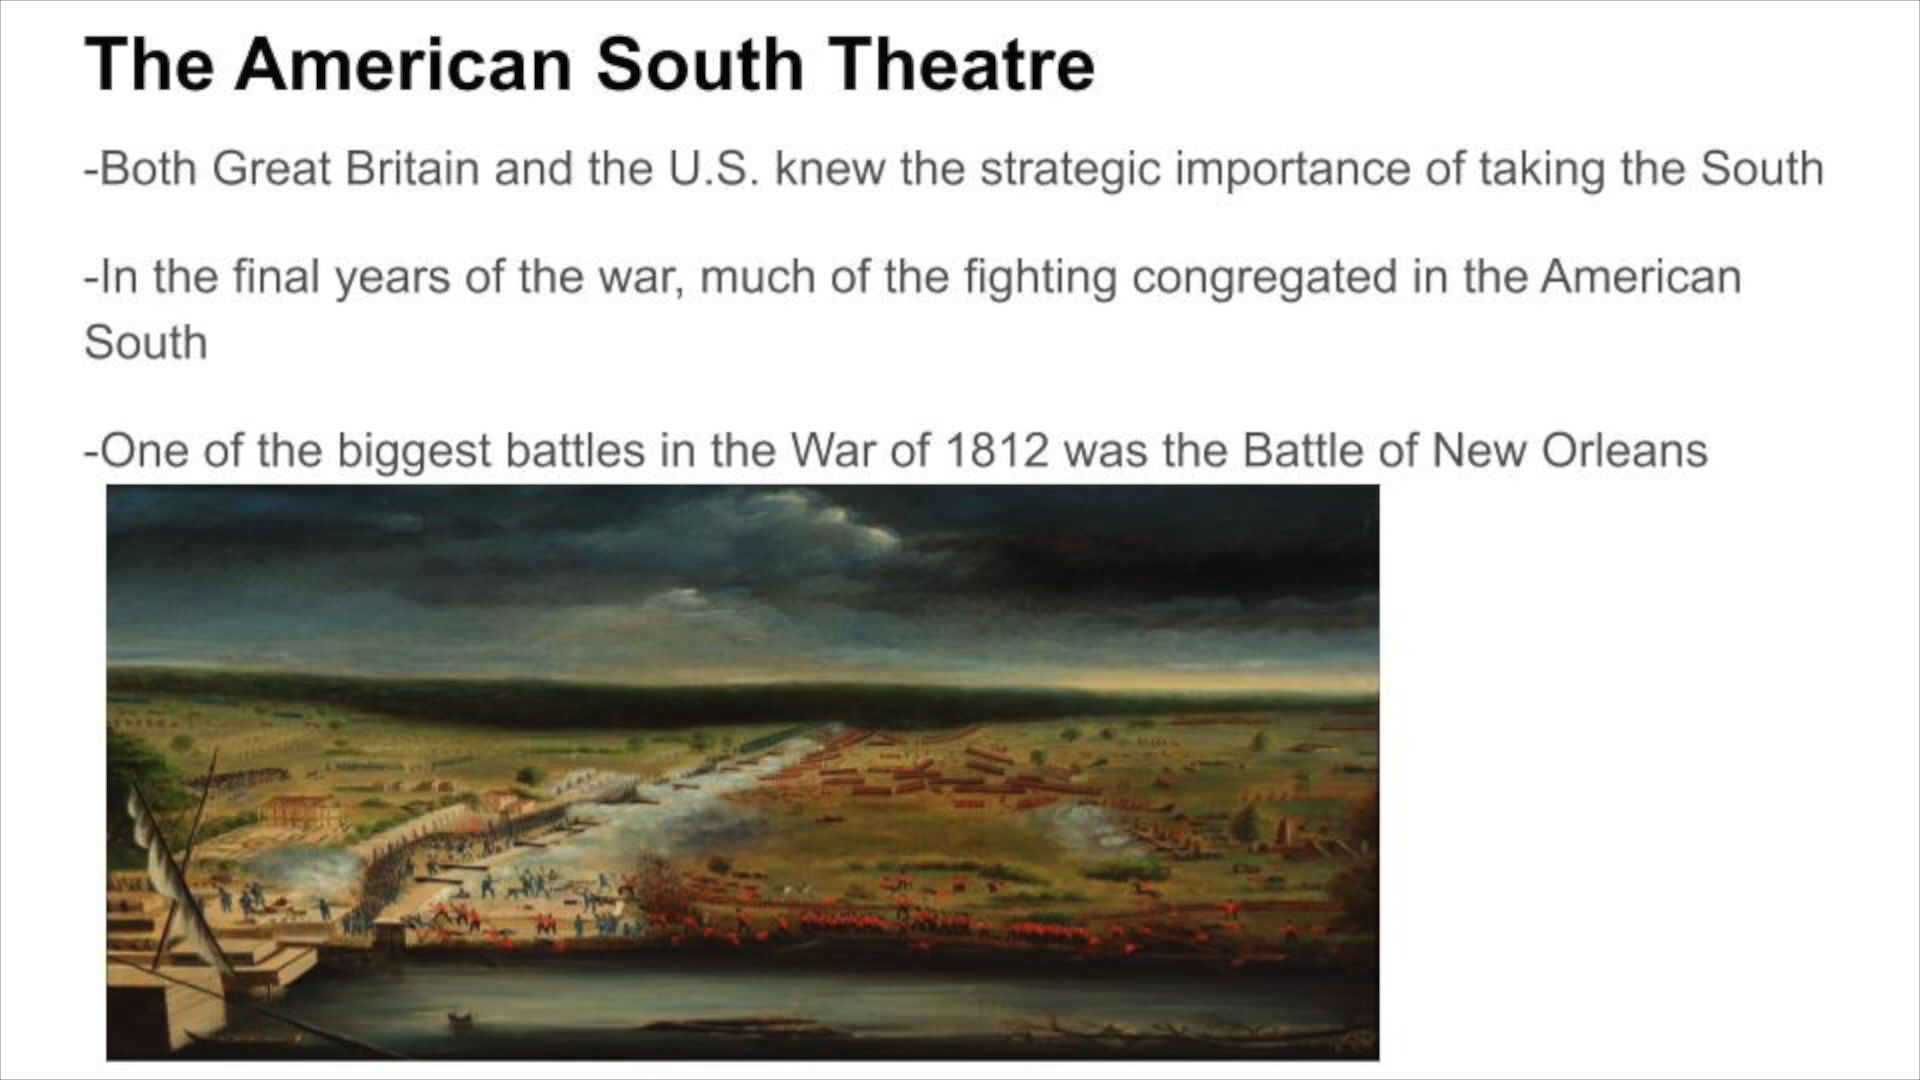 The American South Theatre
-Both Great Britain and the U.S. knew the strategic importance of taking the South
-In the final years of the war, much of the fighting congregated in the American
South
-One of the biggest battles in the War of 1812 was the Battle of New Orleans